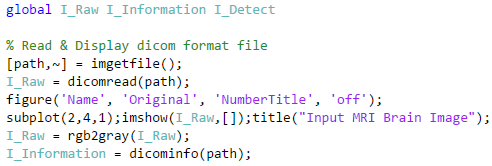 global I_Raw I_Information I_Detect
% Read & Display dicom format file
[path,~] = imgetfile();
I_Raw = dicomread(path);
figure('Name', 'Original', 'NumberTitle', 'off');
subplot(2,4,1);imshow(I_Raw,[]);title("Input MRI Brain Image");
I_Raw = rgb2gray(I_Raw);
I_Information = dicominfo(path);